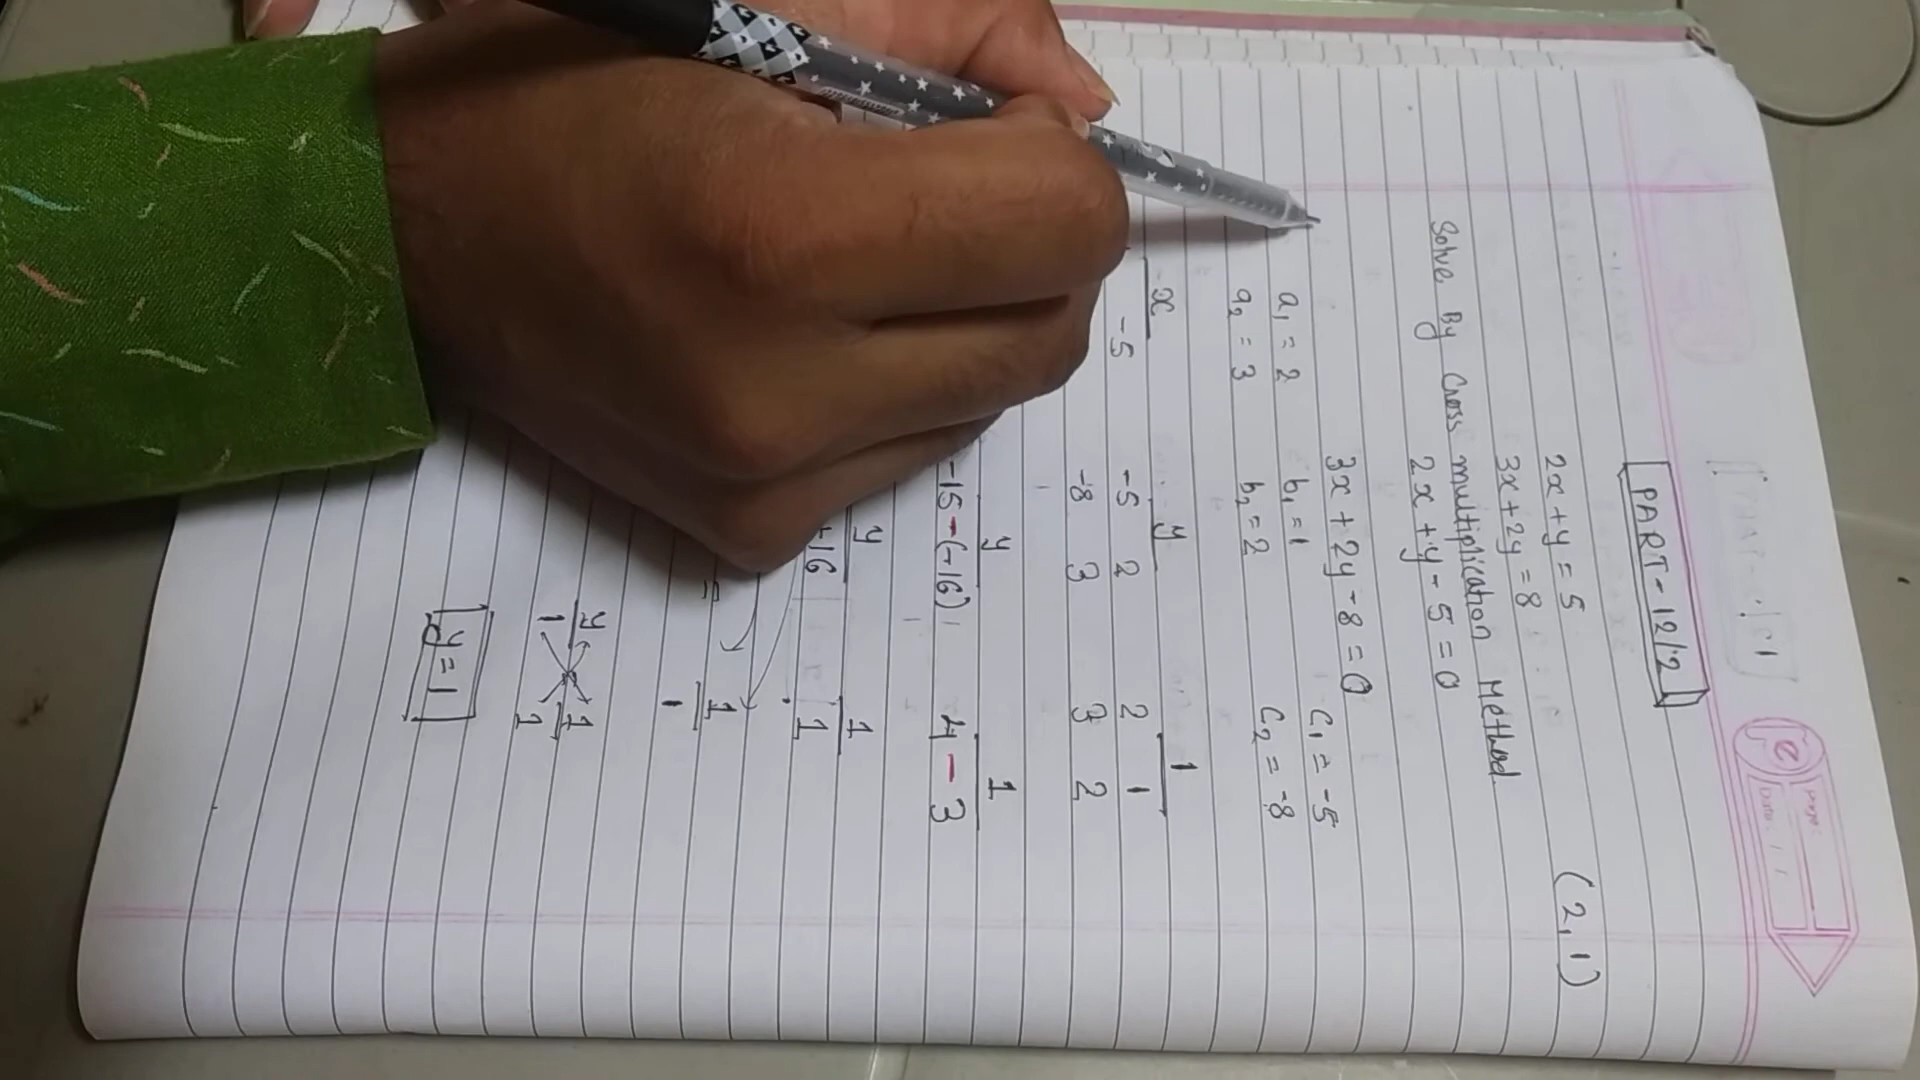 PART-12/2
2x+y=5 (2,1)
3x+2y=8
Solve By Cross multiplication Method
2x+y-5=0
3x+2y-8=0
a₁=2 b₁=1 C₁=-5
a₂=3 b₂=2 C₂=-8
x y 1
-5 -5 2 2 1
-8 3 3 2
y 1
-15-(-16) 4-3
y 1
+16 1
= 1
1
y 1
1 1
y=1